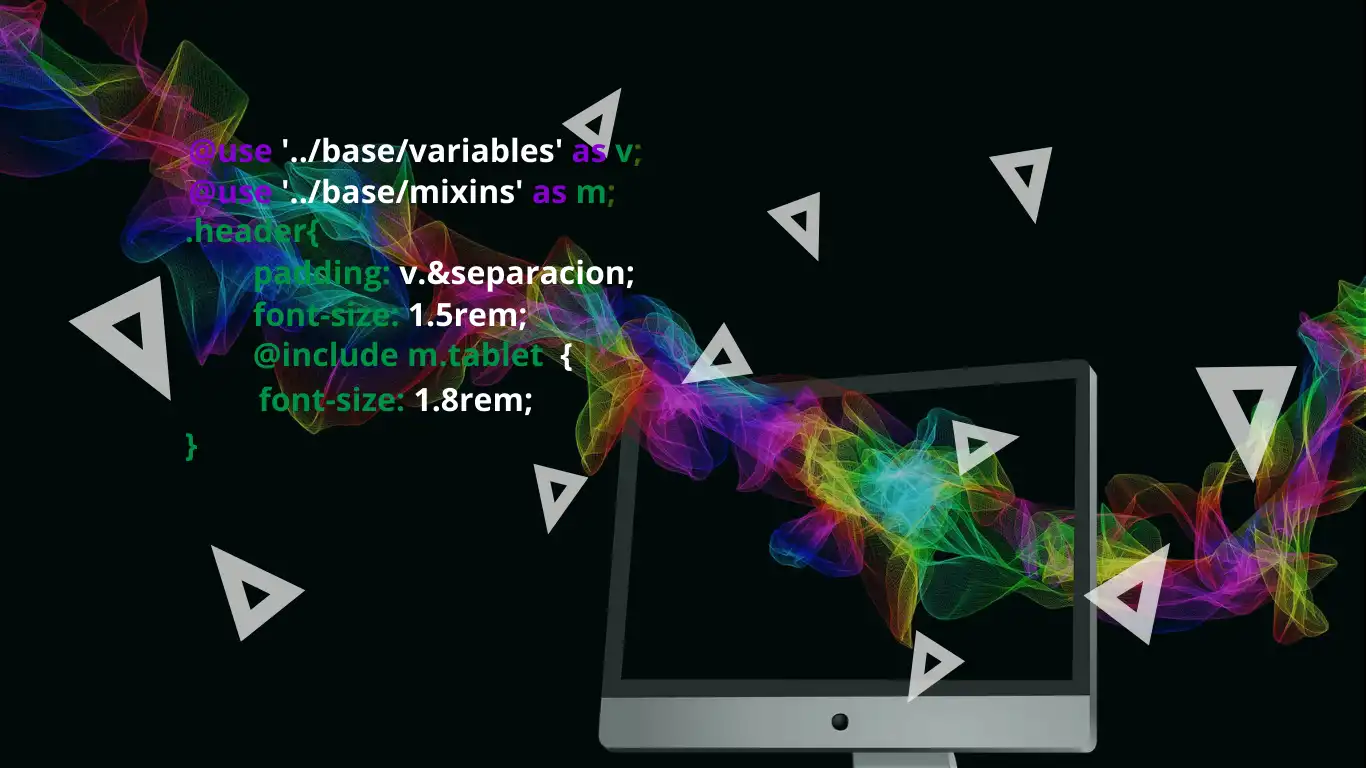 @use '../base/variables' as v;
@use '../base/mixins' as m;
.header{
padding: v.&separacion;
font-size: 1.5rem;
@include m.tablet {
font-size: 1.8rem;
}